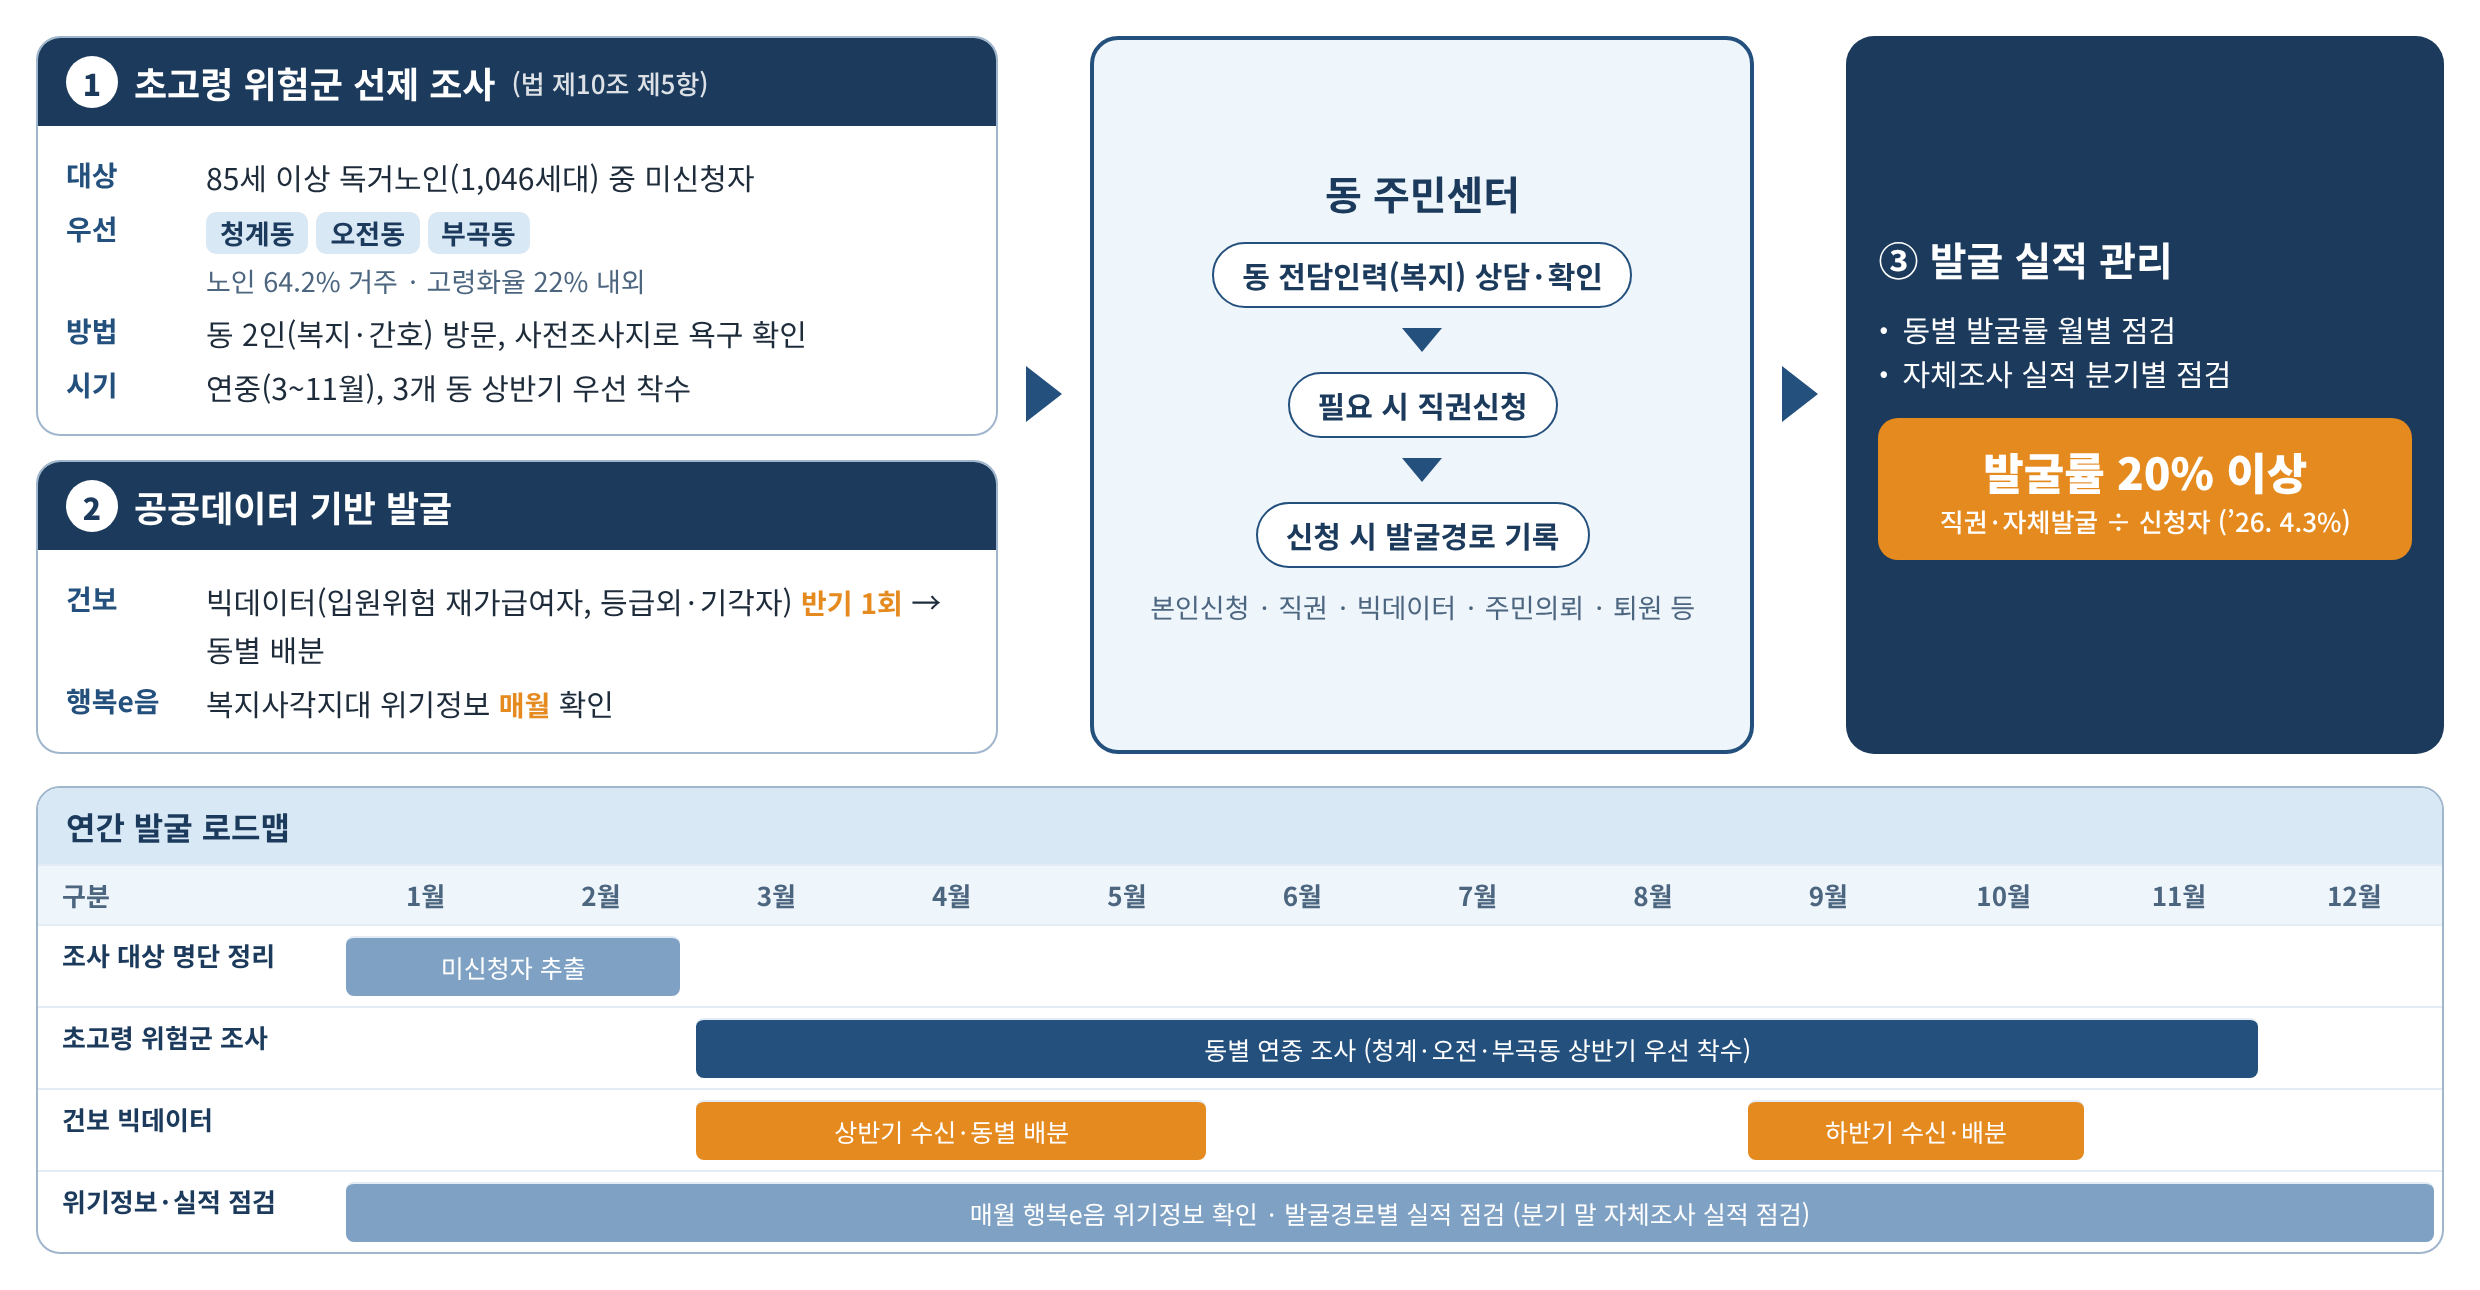 1 초고령 위험군 선제 조사 (법 제10조 제5항)
대상 85세 이상 독거노인(1,046세대) 중 미신청자
우선 청계동 오전동 부곡동
노인 64.2% 거주 · 고령화율 22% 내외
방법 동 2인(복지·간호) 방문, 사전조사지로 욕구 확인
시기 연중(3~11월), 3개 동 상반기 우선 착수
2 공공데이터 기반 발굴
건보 빅데이터(입원위험 재가급여자, 등급외·기각자) 반기 1회 →
동별 배분
행복e음 복지사각지대 위기정보 매월 확인
동 주민센터
동 전담인력(복지) 상담·확인
필요 시 직권신청
신청 시 발굴경로 기록
본인신청 · 직권 · 빅데이터 · 주민의뢰 · 퇴원 등
③ 발굴 실적 관리
• 동별 발굴률 월별 점검
• 자체조사 실적 분기별 점검
발굴률 20% 이상
직권·자체발굴 ÷ 신청자 (’26. 4.3%)
연간 발굴 로드맵
구분 1월 2월 3월 4월 5월 6월 7월 8월 9월 10월 11월 12월
조사 대상 명단 정리 미신청자 추출
초고령 위험군 조사 동별 연중 조사 (청계·오전·부곡동 상반기 우선 착수)
건보 빅데이터 상반기 수신·동별 배분 하반기 수신·배분
위기정보·실적 점검 매월 행복e음 위기정보 확인 · 발굴경로별 실적 점검 (분기 말 자체조사 실적 점검)